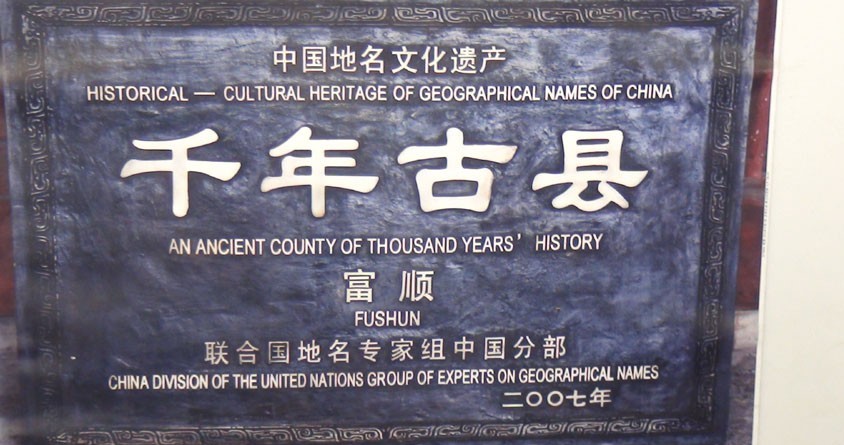 中国地名文化遗产
HISTORICAL — CULTURAL HERITAGE OF GEOGRAPHICAL NAMES OF CHINA
千年古县
AN ANCIENT COUNTY OF THOUSAND YEARS' HISTORY
富顺
FUSHUN
联合国地名专家组中国分部
CHINA DIVISION OF THE UNITED NATIONS GROUP OF EXPERTS ON GEOGRAPHICAL NAMES
二〇〇七年